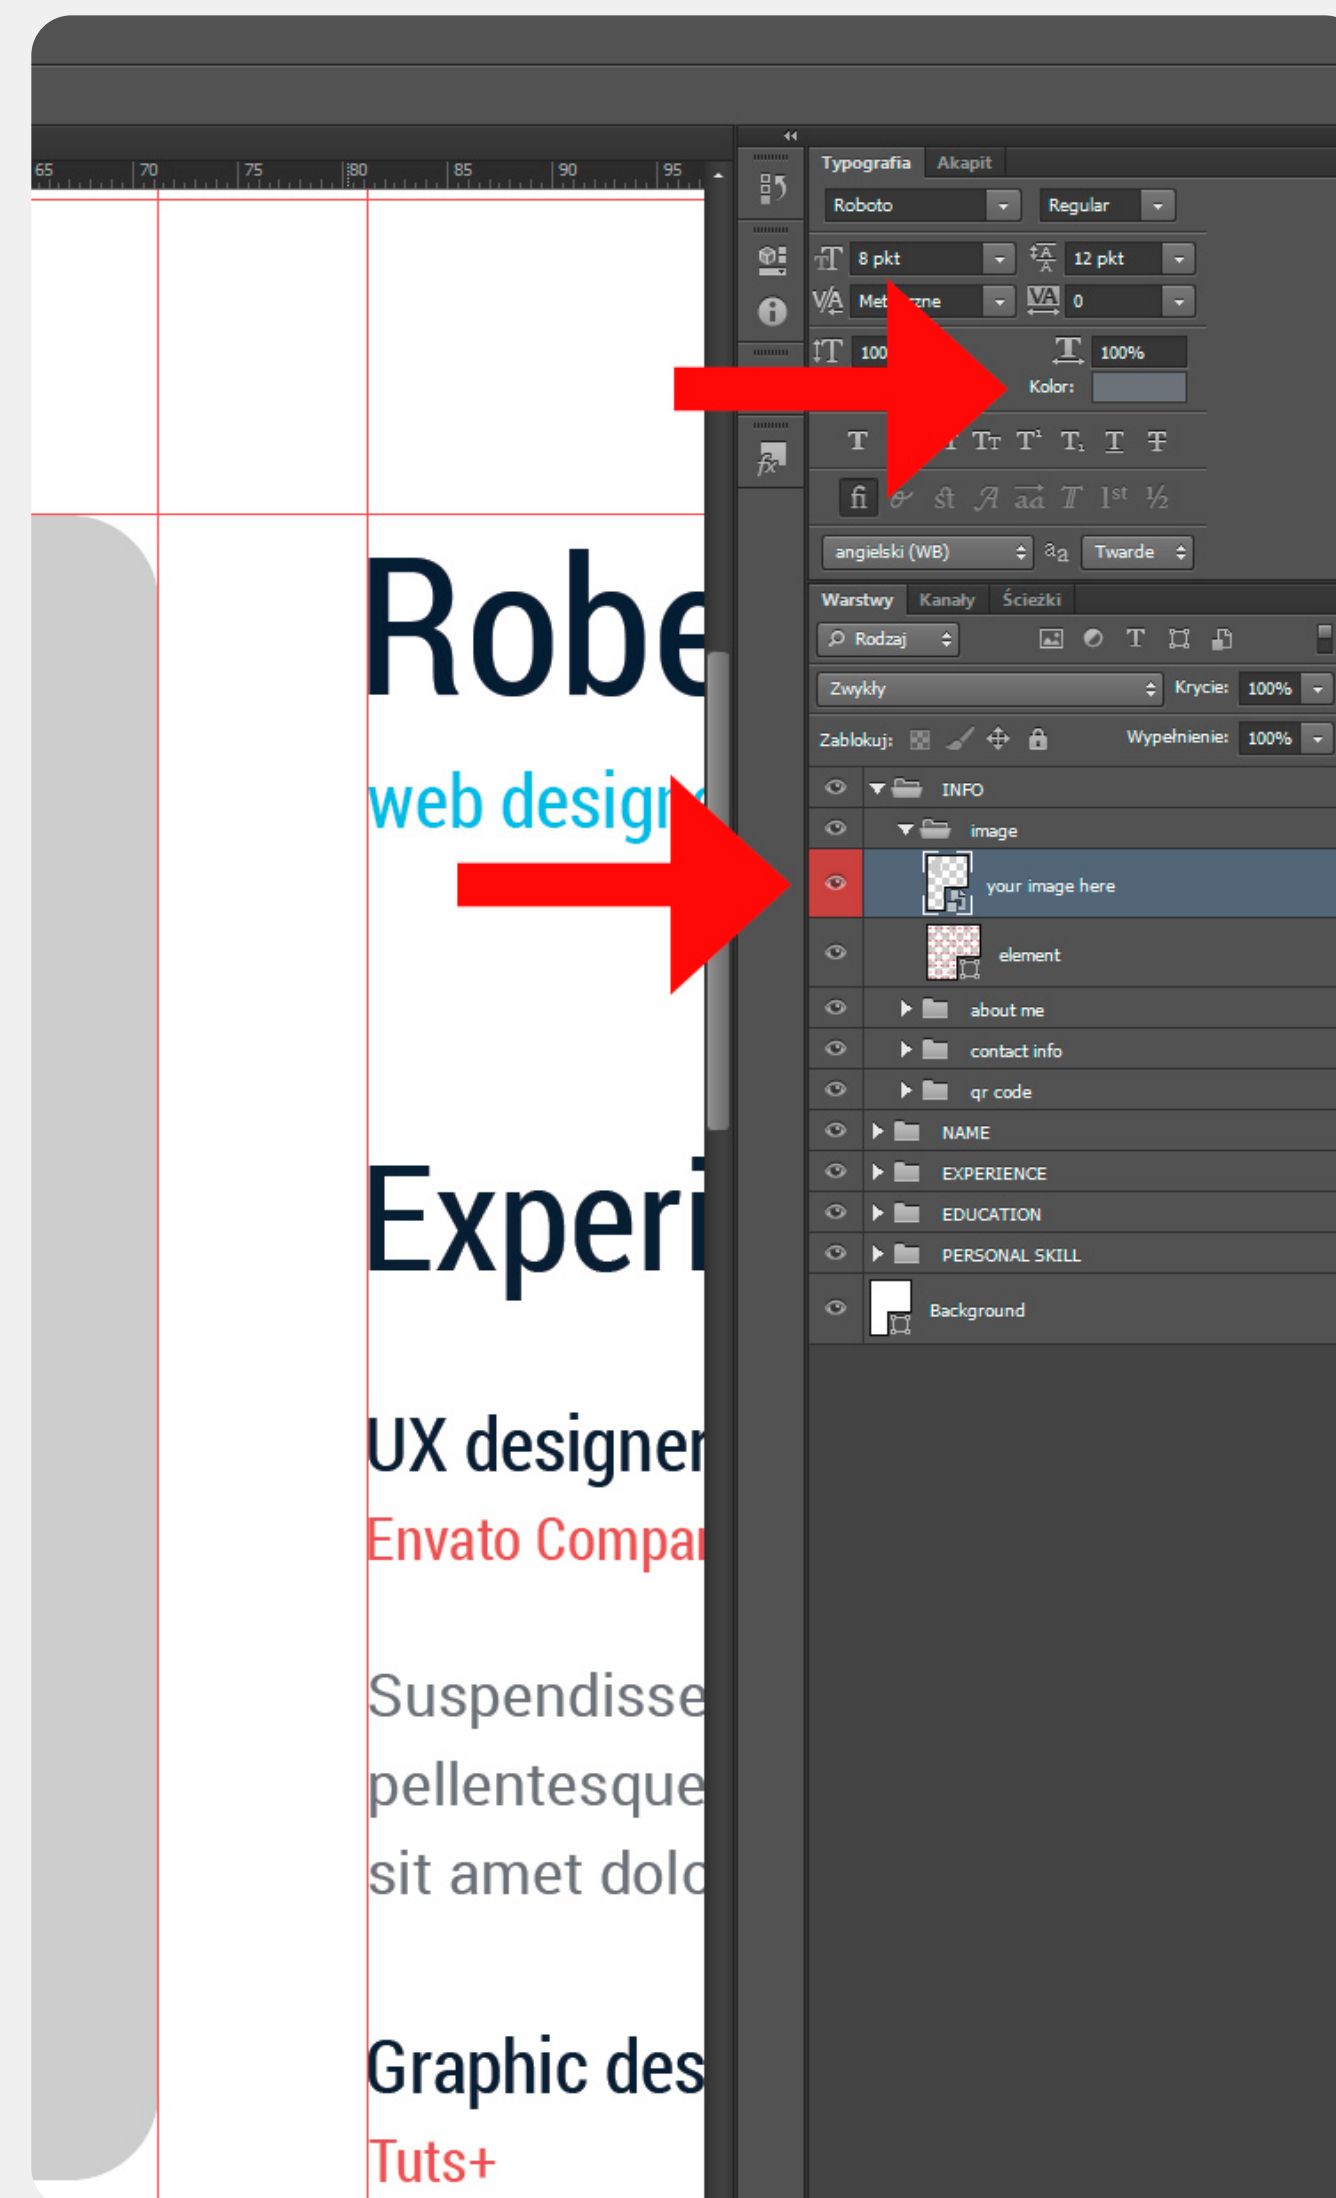 65 70 75 80 85 90 95
Typografia Akapit
Roboto Regular
8 pkt 12 pkt
0
100%
Kolor:
angielski (WB) Twarde
Warstwy Kanały Ścieżki
Rodzaj
Zwykły Krycie: 100%
Zablokuj: Wypełnienie: 100%
INFO
image
your image here
element
about me
contact info
qr code
NAME
EXPERIENCE
EDUCATION
PERSONAL SKILL
Background
Robe
web design
Experi
UX designer
Envato Compa
Suspendisse
pellentesque
sit amet dolo
Graphic des
Tuts+